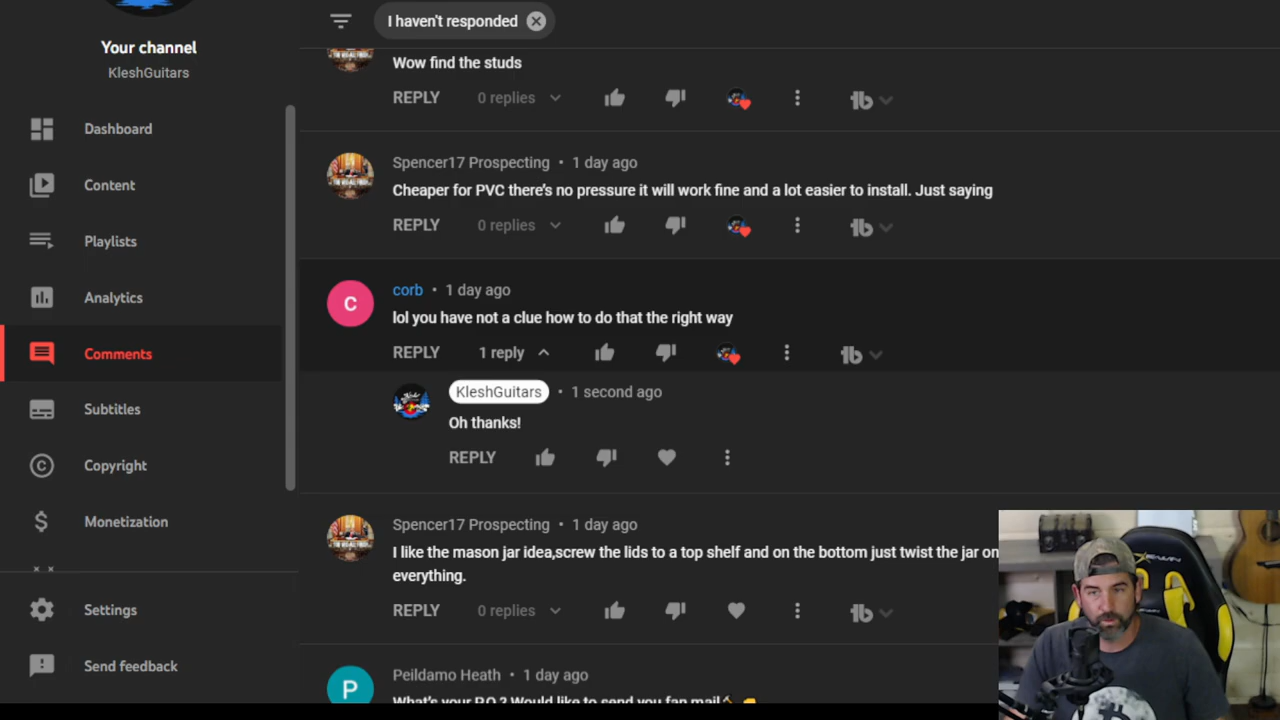 Your channel
KleshGuitars
Dashboard
Content
Playlists
Analytics
Comments
Subtitles
Copyright
Monetization
Settings
Send feedback
I haven't responded
Wow find the studs
REPLY 0 replies
Spencer17 Prospecting • 1 day ago
Cheaper for PVC there's no pressure it will work fine and a lot easier to install. Just saying
REPLY 0 replies
corb • 1 day ago
lol you have not a clue how to do that the right way
REPLY 1 reply
KleshGuitars • 1 second ago
Oh thanks!
REPLY
Spencer17 Prospecting • 1 day ago
I like the mason jar idea,screw the lids to a top shelf and on the bottom just twist the jar on
everything.
REPLY 0 replies
Peildamo Heath • 1 day ago
What's your P.O.? Would like to send you fan mail